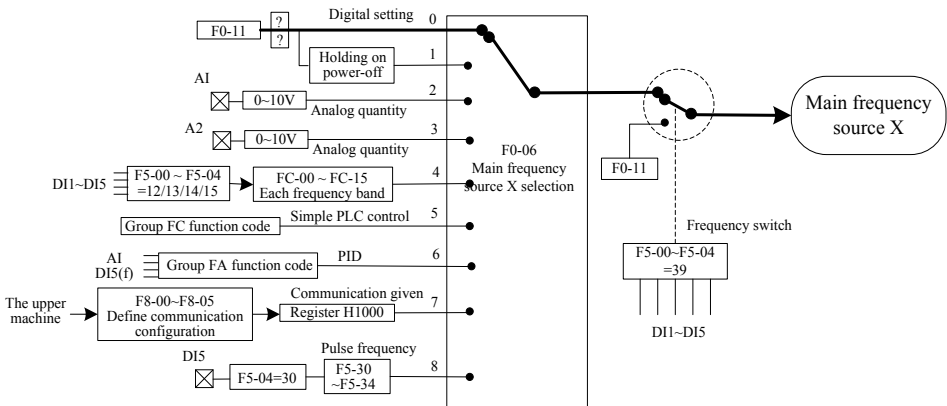 Digital setting
0
F0-11
?
?
1
Holding on
power-off
AI
2
0~10V
Analog quantity
A2
3
0~10V
Analog quantity
DI1~DI5
F5-00 ~ F5-04
=12/13/14/15
FC-00 ~ FC-15
Each frequency band
4
Group FC function code
Simple PLC control
5
AI
DI5(f)
Group FA function code
PID
6
The upper
machine
F8-00~F8-05
Define communication
configuration
Communication given
Register H1000
7
DI5
F5-04=30
Pulse frequency
F5-30
~F5-34
8
F0-06
Main frequency
source X selection
F0-11
Main frequency
source X
Frequency switch
F5-00~F5-04
=39
DI1~DI5